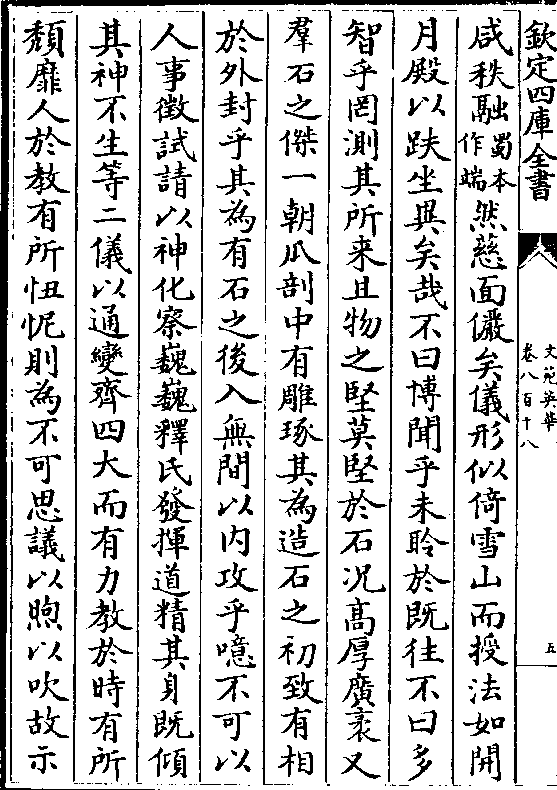 欽定四庫全書
文苑英華
卷八百十八
五
咸秩融蜀本作端然慈面儼矣儀形似倚雪山而授法如開
月殿以趺坐異矣哉不曰博聞乎未聆於既往不曰多
智乎罔測其所来且物之堅莫堅於石况髙厚廣袤又
羣石之傑一朝瓜剖中有雕琢其為造石之初致有相
於外封乎其為有石之後入無間以内攻乎噫不可以
人事徴試請以神化察巍巍釋氏發揮道精其身既傾
其神不生等二儀以通變齊四大而有力教於時有所
頽靡人於教有所忸怩則為不可思議以煦以吹故示